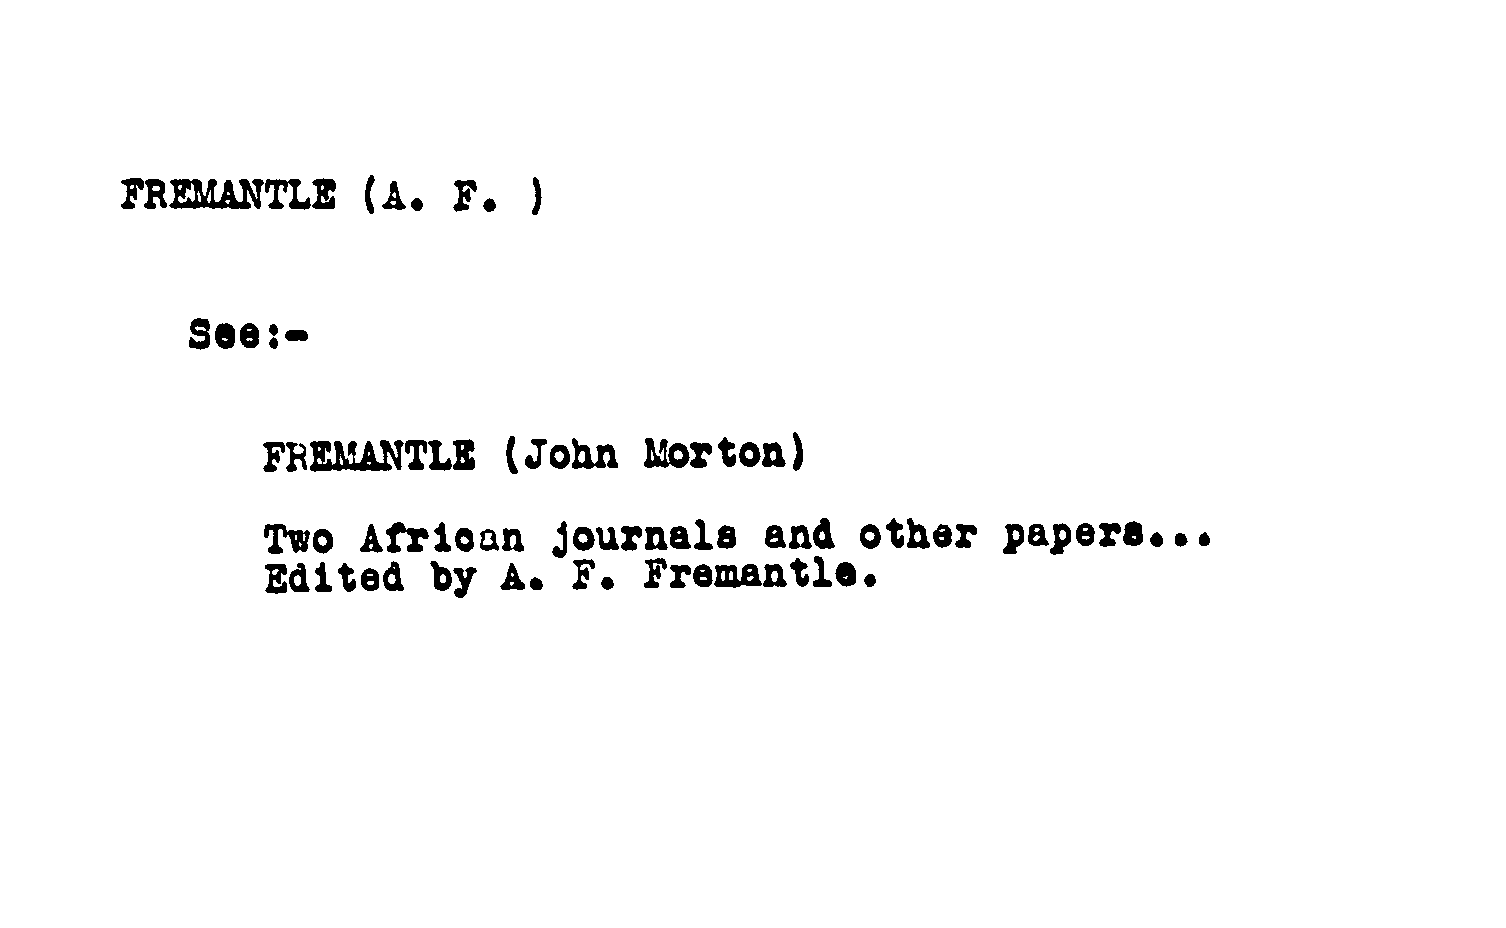 FREMANTLE (A. F. )
See:-
FREMANTLE (John Morton)
Two African journals and other papers...
Edited by A. F. Fremantle.